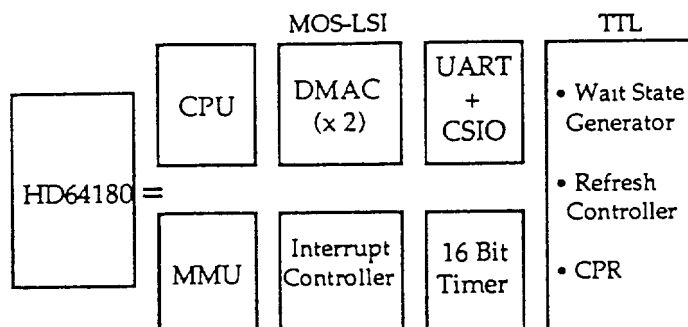 MOS-LSI
TTL
HD64180 =
CPU
DMAC
(x 2)
UART
+
CSIO
MMU
Interrupt
Controller
16 Bit
Timer
• Wait State
Generator
• Refresh
Controller
• CPR